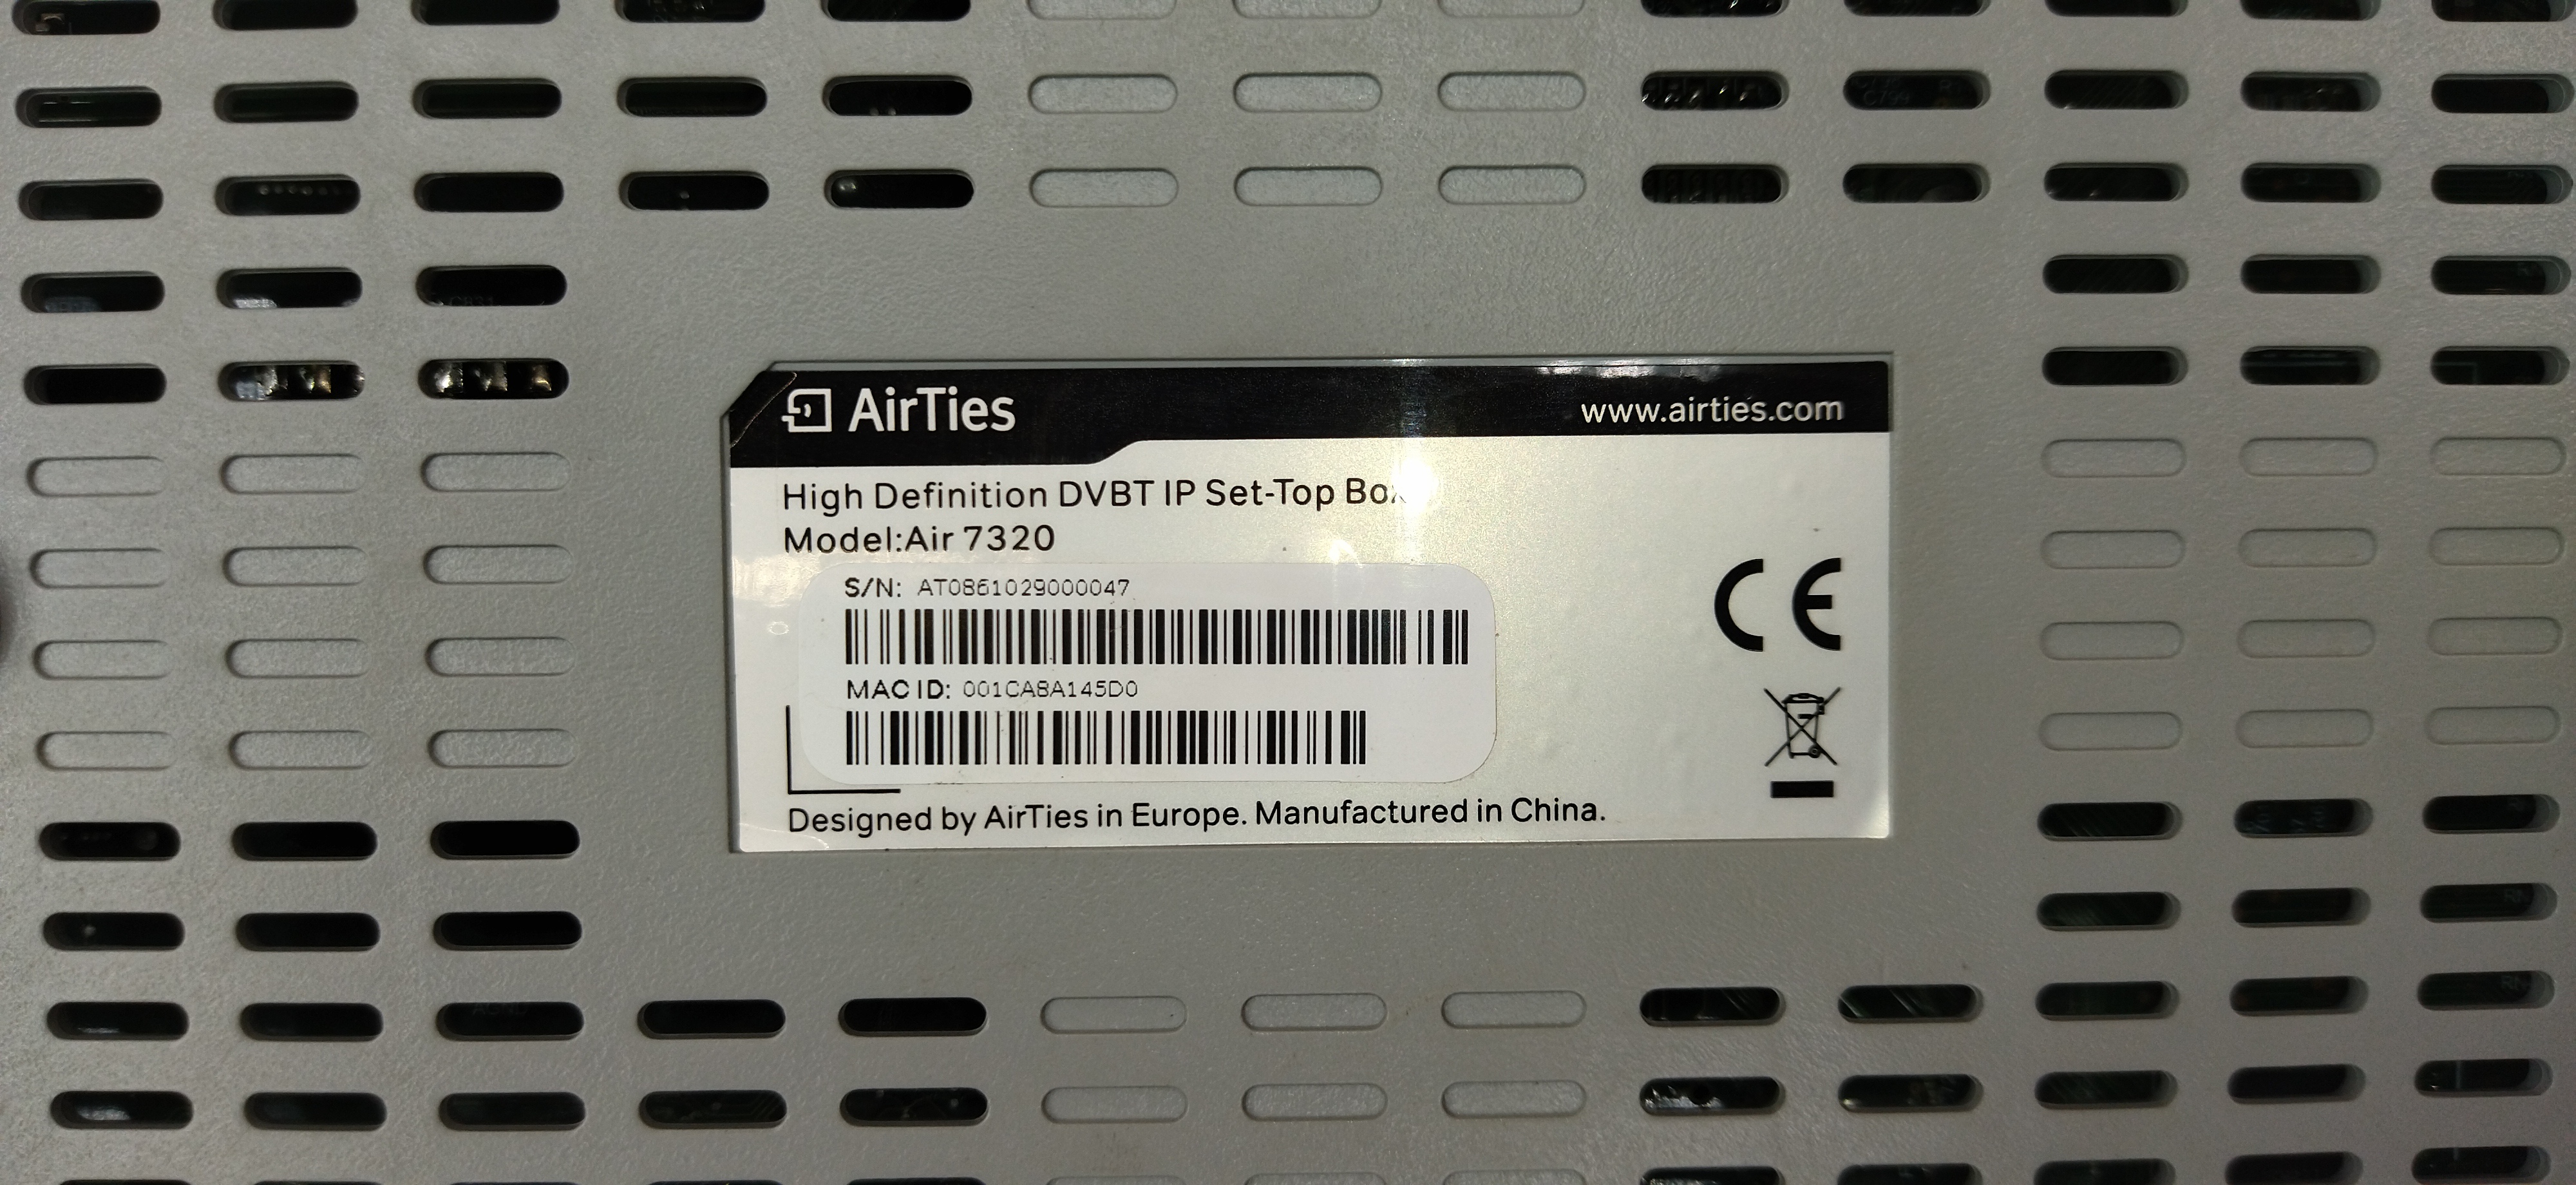 AirTies
www.airties.com
High Definition DVBT IP Set-Top Box
Model:Air 7320
S/N: AT0861029000047
MAC ID: 001CA8A145D0
CE
Designed by AirTies in Europe. Manufactured in China.